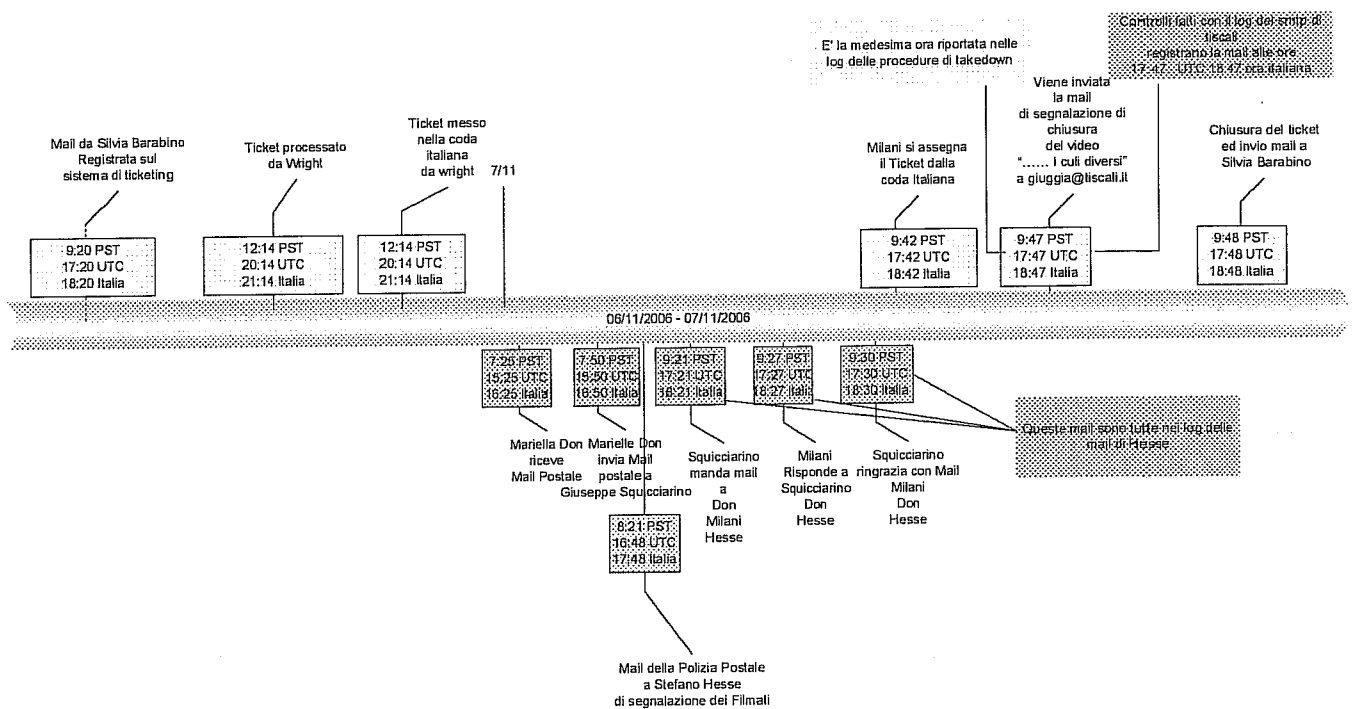 Controlli fatti con il log del smtp di
tiscali
registrano la mail alle ore
17:47 UTC 18:47 ora italiana
E' la medesima ora riportata nelle
log delle procedure di takedown
Mail da Silvia Barabino
Registrata sul
sistema di ticketing
Ticket processato
da Wright
Ticket messo
nella coda
italiana
da wright
7/11
Milani si assegna
il Ticket dalla
coda Italiana
Viene inviata
la mail
di segnalazione di
chiusura
del video
"...... i culi diversi"
a giuggia@tiscali.it
Chiusura del ticket
ed invio mail a
Silvia Barabino
9:20 PST
17:20 UTC
18:20 Italia
12:14 PST
20:14 UTC
21:14 Italia
12:14 PST
20:14 UTC
21:14 Italia
9:42 PST
17:42 UTC
18:42 Italia
9:47 PST
17:47 UTC
18:47 Italia
9:48 PST
17:48 UTC
18:48 Italia
06/11/2006 - 07/11/2006
7:25 PST
15:25 UTC
16:25 Italia
7:50 PST
15:50 UTC
16:50 Italia
9:21 PST
17:21 UTC
18:21 Italia
9:27 PST
17:27 UTC
18:27 Italia
9:30 PST
17:30 UTC
18:30 Italia
Queste mail sono tutte nei log delle
mail di Hesse
Mariella Don
riceve
Mail Postale
Marielle Don
invia Mail
postale a
Giuseppe Squicciarino
Squicciarino
manda mail
a
Don
Milani
Hesse
Milani
Risponde a
Squicciarino
Don
Hesse
Squicciarino
ringrazia con Mail
Milani
Don
Hesse
8:21 PST
16:48 UTC
17:48 Italia
Mail della Polizia Postale
a Stefano Hesse
di segnalazione dei Filmali